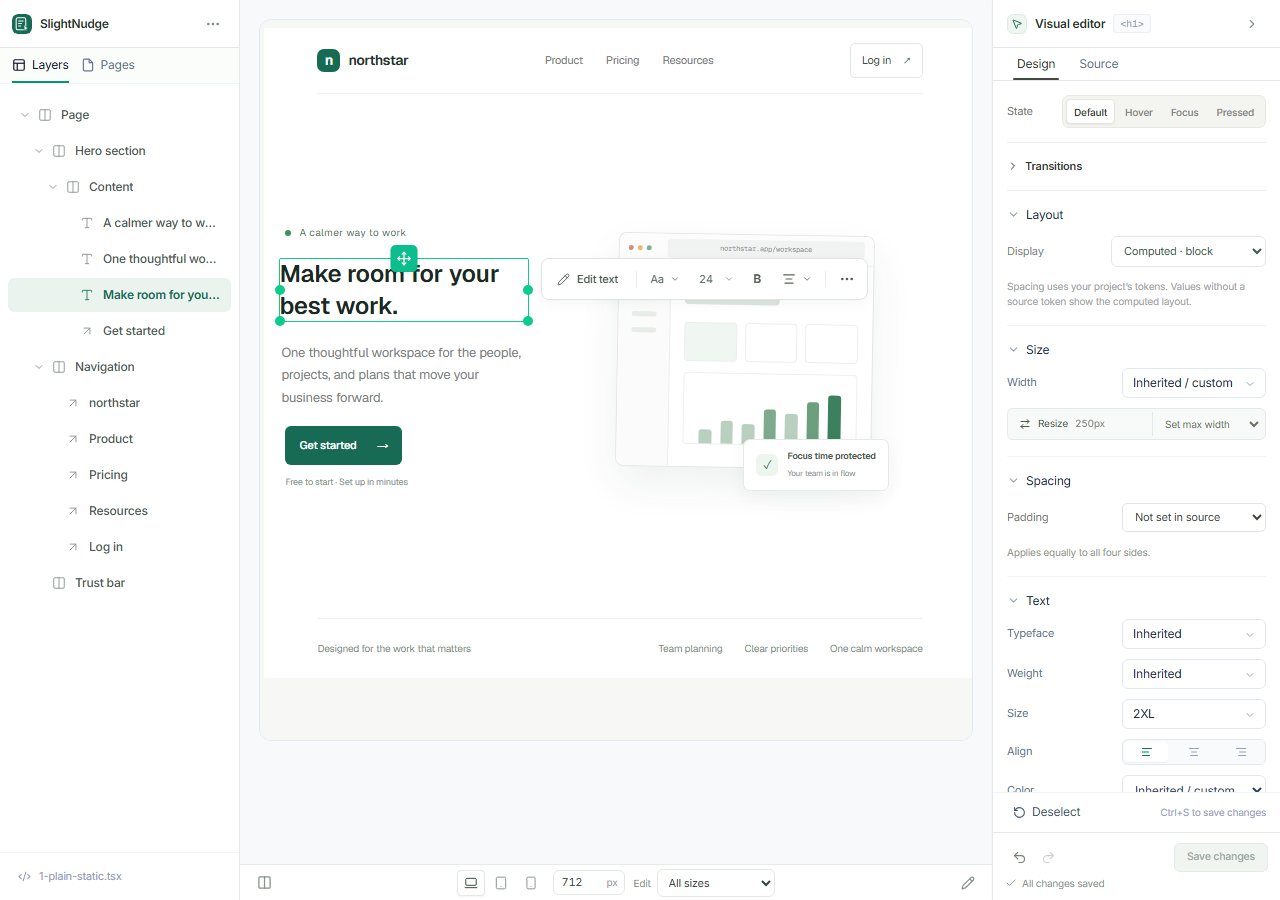 SlightNudge
Layers
Pages
Page
Hero section
Content
A calmer way to w...
One thoughtful wo...
Make room for you...
Get started
Navigation
northstar
Product
Pricing
Resources
Log in
Trust bar
1-plain-static.tsx
n northstar
Product
Pricing
Resources
Log in
A calmer way to work
Make room for your
best work.
One thoughtful workspace for the people,
projects, and plans that move your
business forward.
Get started →
Free to start · Set up in minutes
northstar.app/workspace
Edit text
Aa
24
B
Focus time protected
Your team is in flow
Designed for the work that matters
Team planning
Clear priorities
One calm workspace
712 px
Edit
All sizes
Visual editor <h1>
Design
Source
State
Default
Hover
Focus
Pressed
Transitions
Layout
Display
Computed · block
Spacing uses your project's tokens. Values without a
source token show the computed layout.
Size
Width
Inherited / custom
Resize 250px
Set max width
Spacing
Padding
Not set in source
Applies equally to all four sides.
Text
Typeface
Inherited
Weight
Inherited
Size
2XL
Align
Color
Inherited / custom
Deselect
Ctrl+S to save changes
Save changes
All changes saved